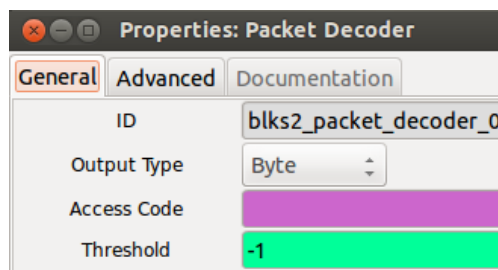 Properties: Packet Decoder
General Advanced Documentation
ID blks2_packet_decoder_0
Output Type Byte
Access Code
Threshold -1